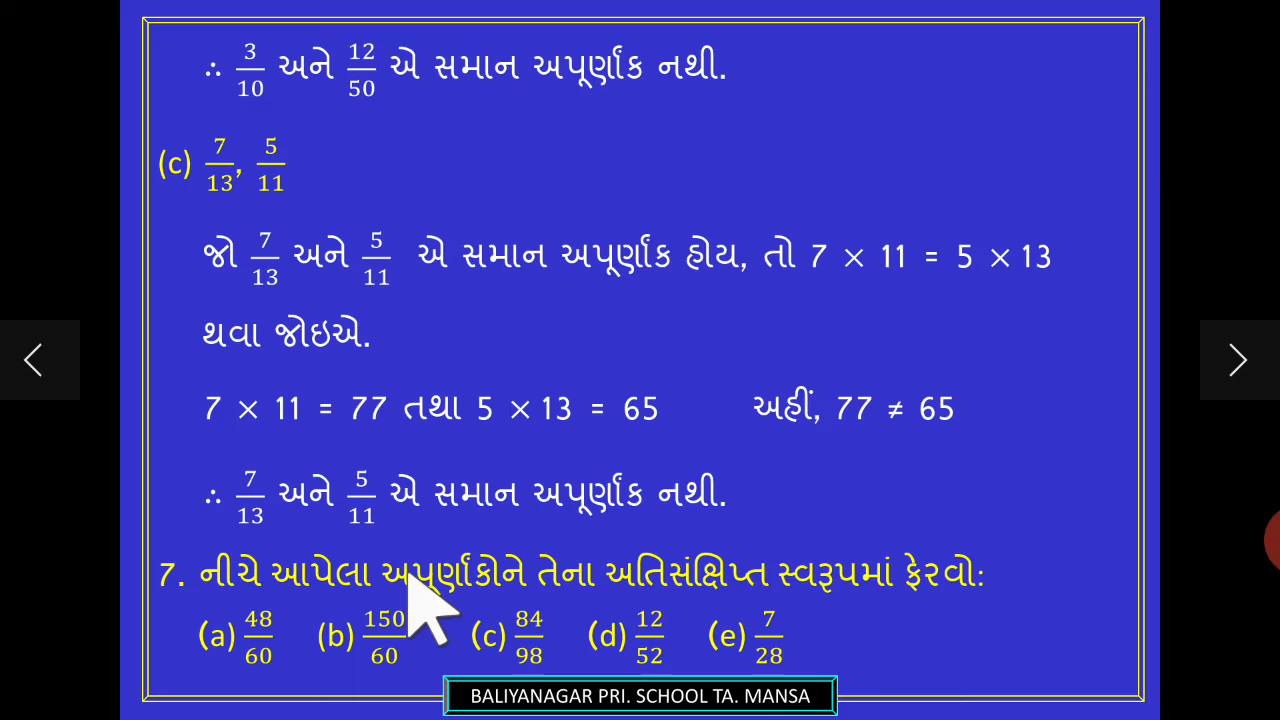 ∴ 3/10 અને 12/50 એ સમાન અપૂર્ણાંક નથી.
(c) 7/13, 5/11
જો 7/13 અને 5/11 એ સમાન અપૂર્ણાંક હોય, તો 7 × 11 = 5 × 13
થવા જોઇએ.
7 × 11 = 77 તથા 5 × 13 = 65 અહીં, 77 ≠ 65
∴ 7/13 અને 5/11 એ સમાન અપૂર્ણાંક નથી.
7. નીચે આપેલા અપૂર્ણાંકોને તેના અતિસંક્ષિપ્ત સ્વરૂપમાં ફેરવો:
(a) 48/60 (b) 150/60 (c) 84/98 (d) 12/52 (e) 7/28
BALIYANAGAR PRI. SCHOOL TA. MANSA